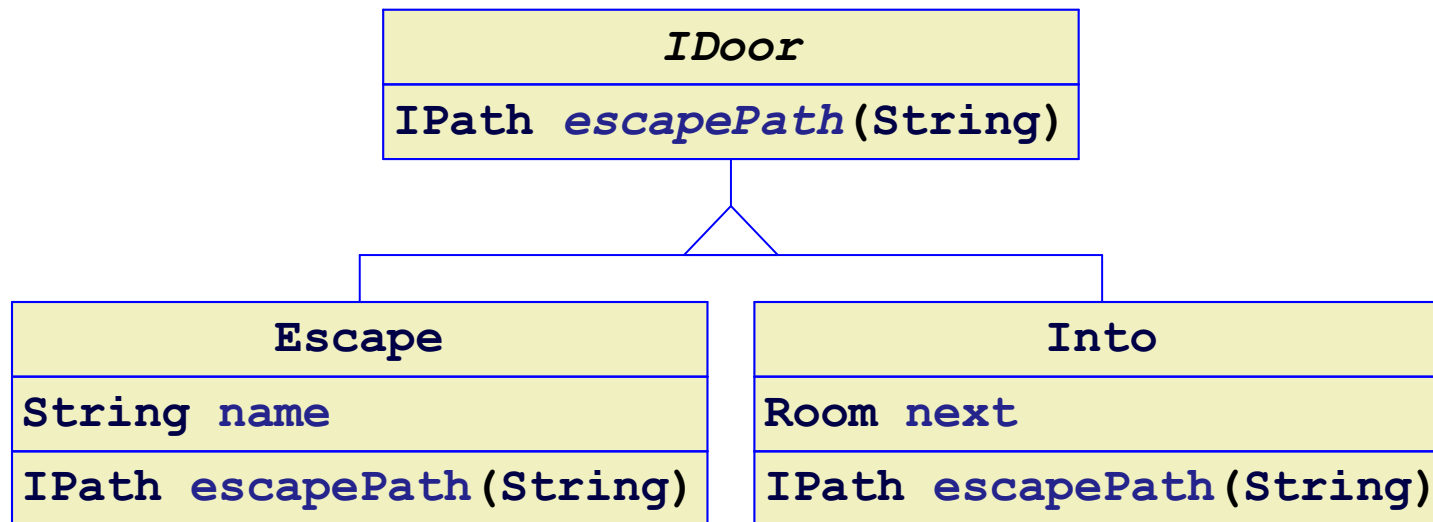 IDoor
IPath escapePath(String)
Escape
String name
IPath escapePath(String)
Into
Room next
IPath escapePath(String)